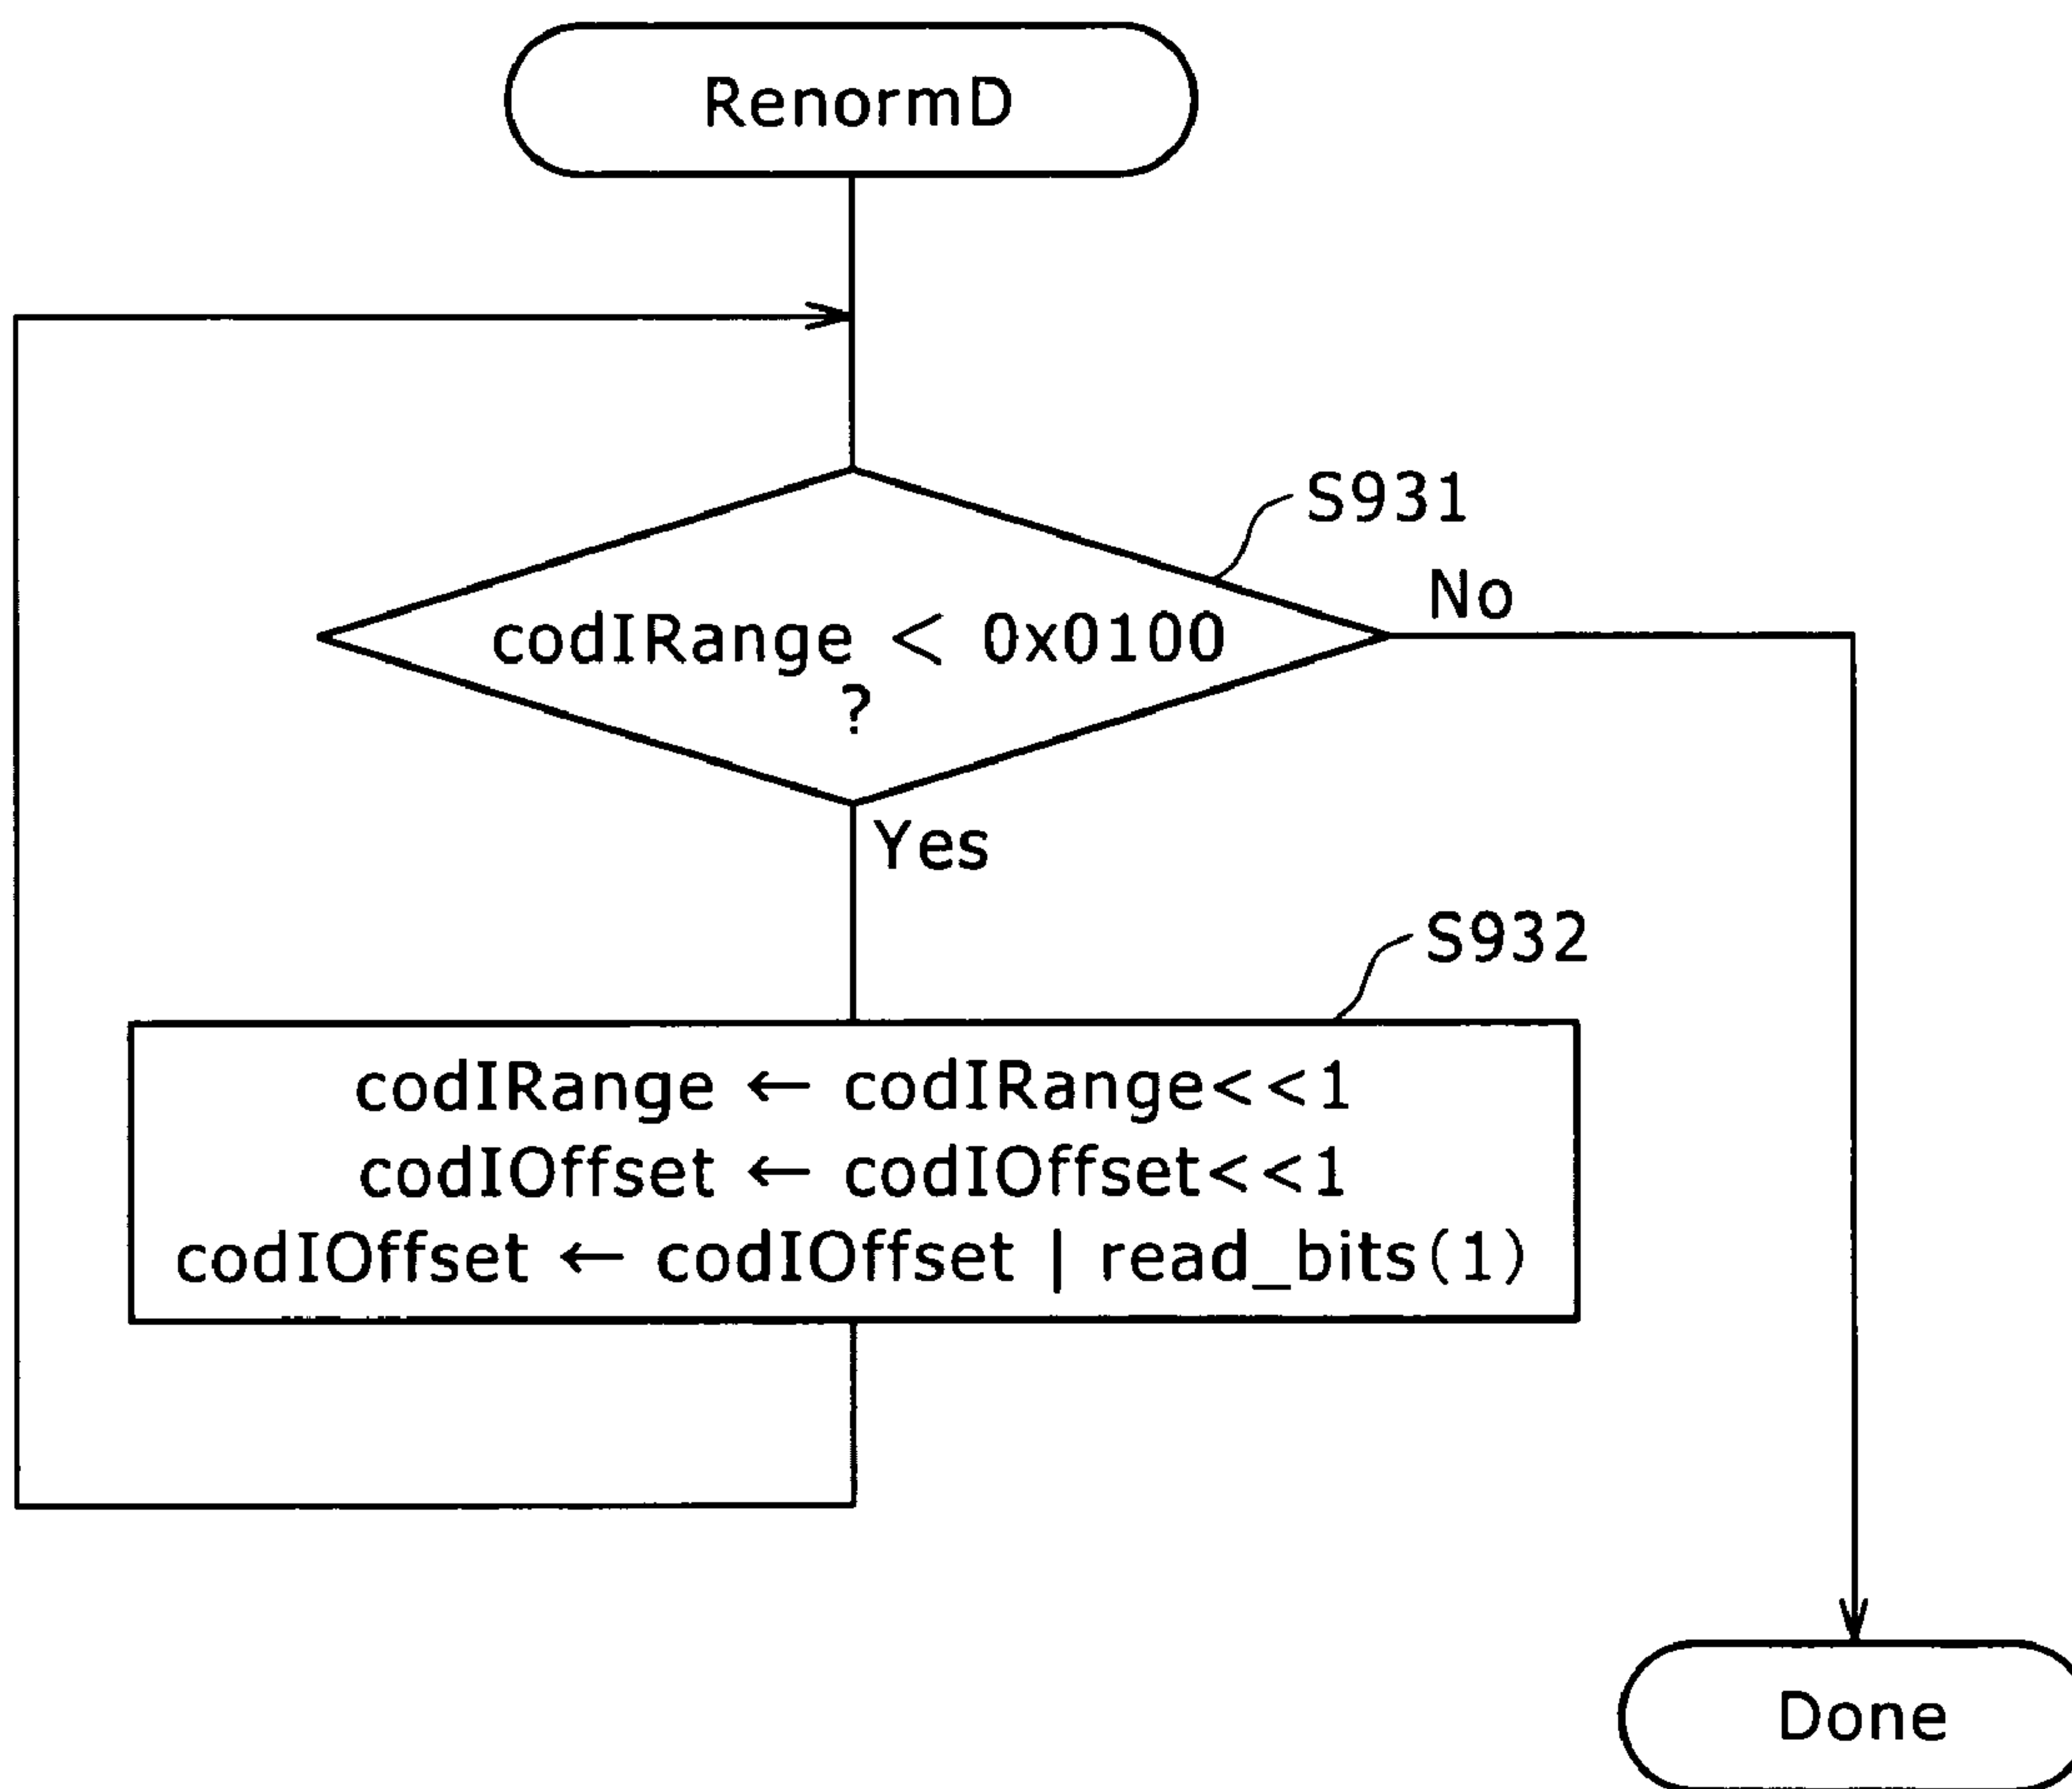 RenormD
S931
No
codIRange < 0x0100
?
Yes
S932
codIRange ← codIRange<<1
codIOffset ← codIOffset<<1
codIOffset ← codIOffset | read_bits(1)
Done